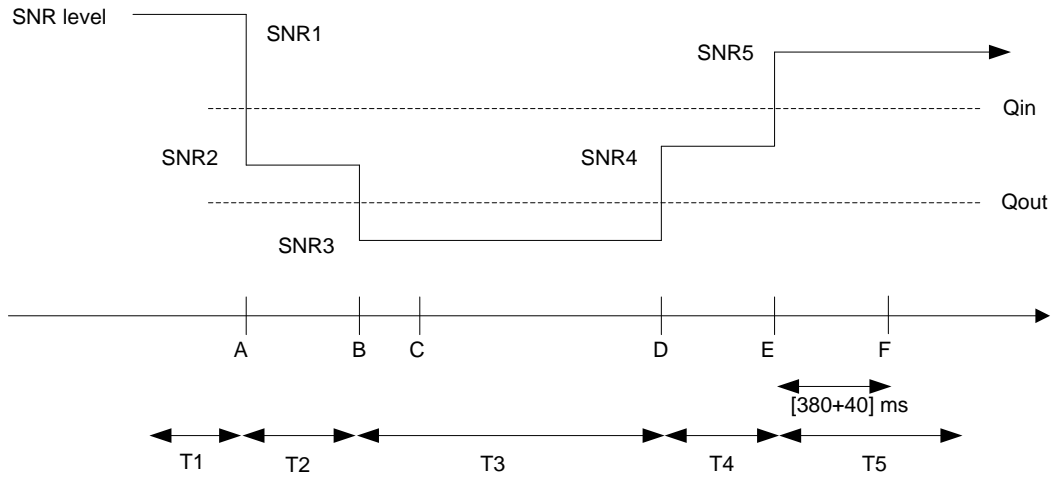 SNR level
SNR1
SNR5
Qin
SNR2
SNR4
Qout
SNR3
A B C D E F
[380+40] ms
T1 T2 T3 T4 T5